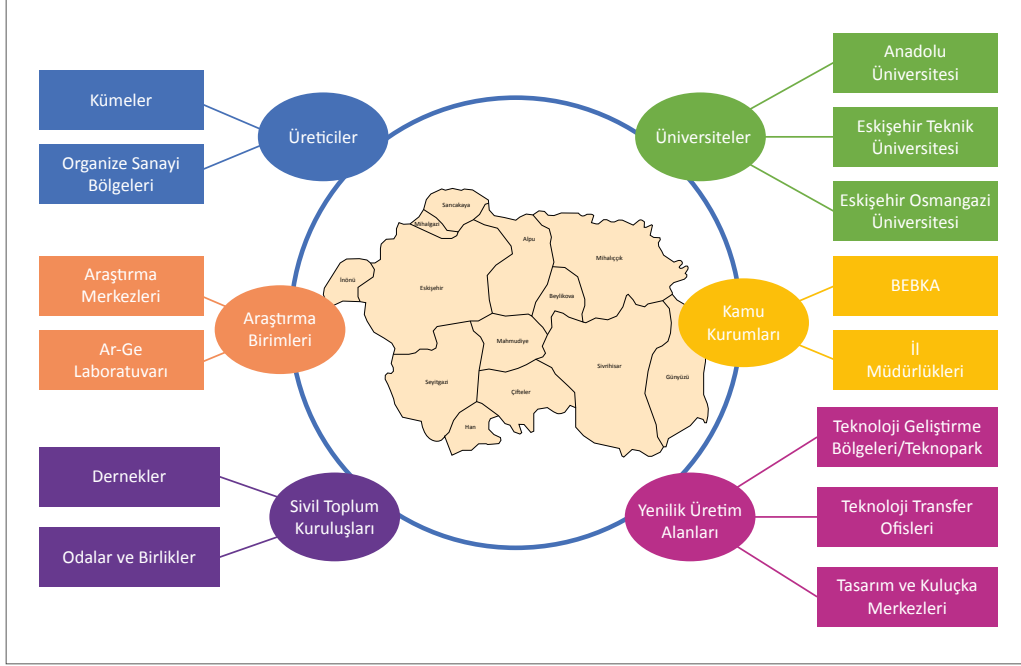 Kümeler
Organize Sanayi
Bölgeleri
Üreticiler
Üniversiteler
Anadolu
Üniversitesi
Eskişehir Teknik
Üniversitesi
Eskişehir Osmangazi
Üniversitesi
Araştırma
Merkezleri
Ar-Ge
Laboratuvarı
Araştırma
Birimleri
Sarıcakaya
Mihalgazi
Alpu
Mihalıççık
İnönü
Eskişehir
Beylikova
Mahmudiye
Sivrihisar
Seyitgazi
Çifteler
Günyüzü
Han
Kamu
Kurumları
BEBKA
İl
Müdürlükleri
Dernekler
Odalar ve Birlikler
Sivil Toplum
Kuruluşları
Yenilik Üretim
Alanları
Teknoloji Geliştirme
Bölgeleri/Teknopark
Teknoloji Transfer
Ofisleri
Tasarım ve Kuluçka
Merkezleri